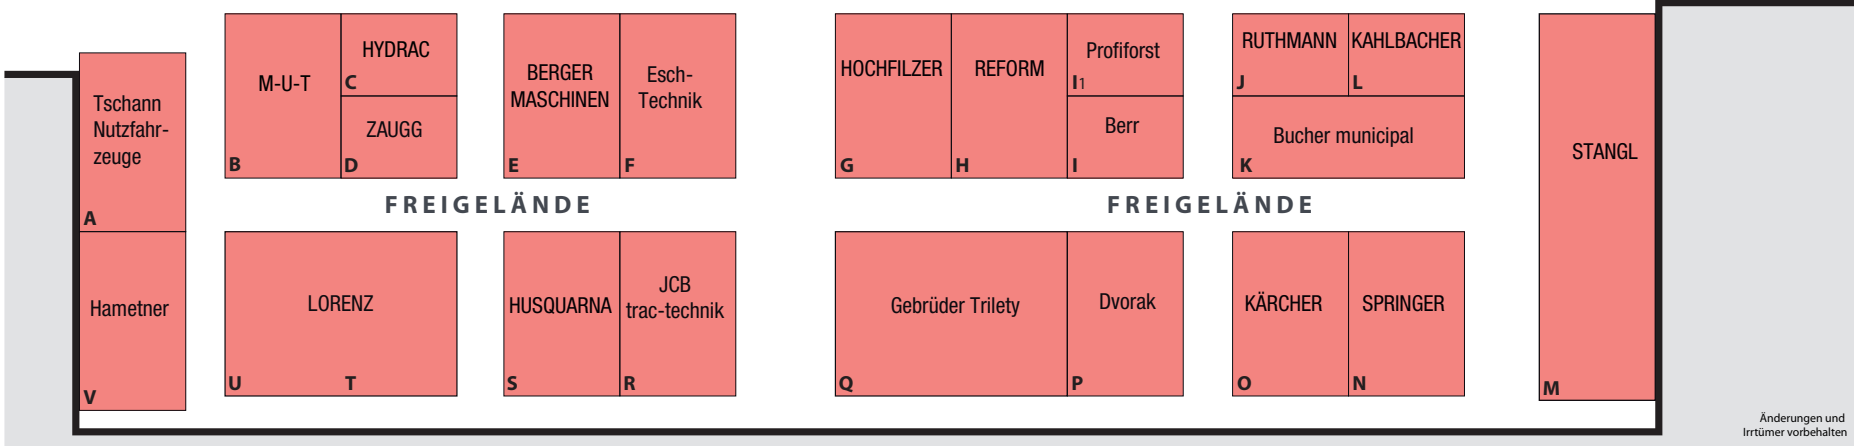 Tschann
Nutzfahr-
zeuge
A
Hametner
V
M-U-T
B
HYDRAC
C
ZAUGG
D
BERGER
MASCHINEN
E
Esch-
Technik
F
FREIGELÄNDE
LORENZ
U
T
HUSQUARNA
S
JCB
trac-technik
R
HOCHFILZER
G
REFORM
H
Profiforst
I1
Berr
I
RUTHMANN
J
KAHLBACHER
L
Bucher municipal
K
FREIGELÄNDE
Gebrüder Trilety
Q
Dvorak
P
KÄRCHER
O
SPRINGER
N
STANGL
M
Änderungen und
Irrtümer vorbehalten